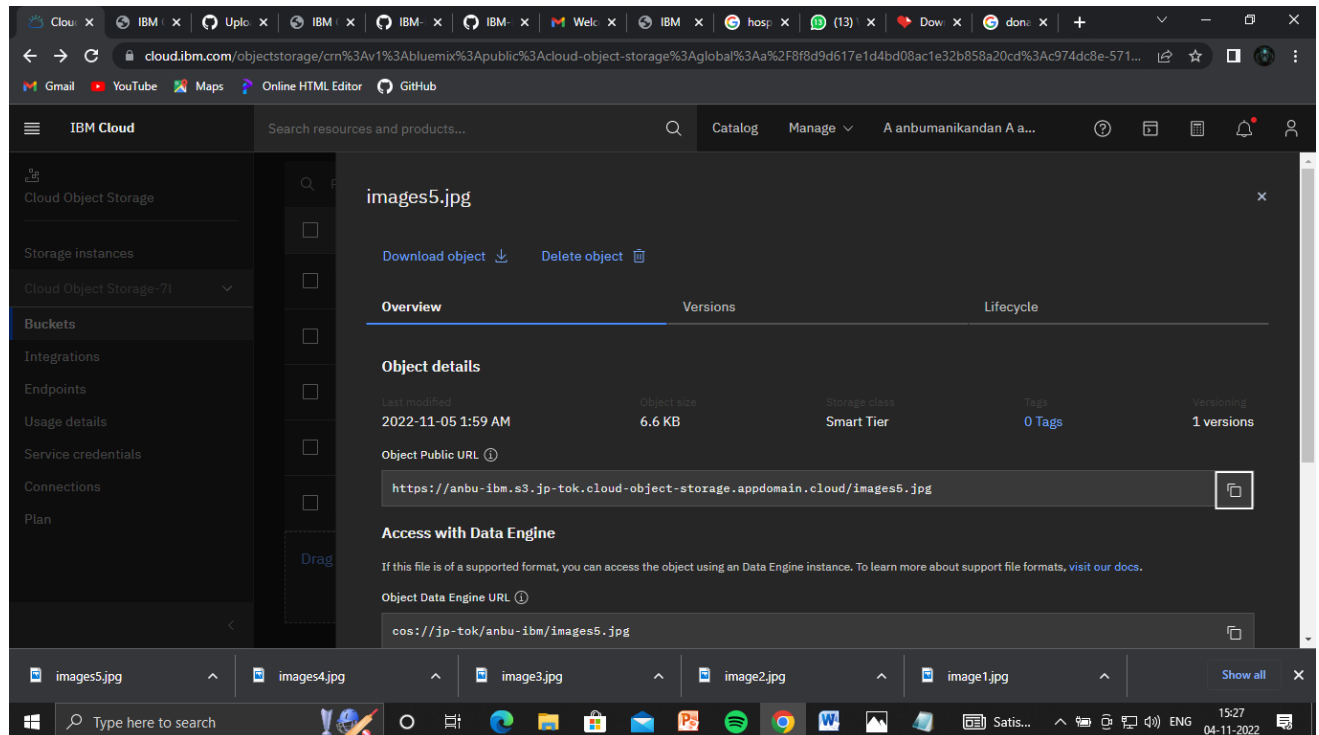 Clou
IBM
Uplo
IBM
IBM-
IBM-
Welc
IBM
hosp
(13)
Dow
dona
cloud.ibm.com/objectstorage/crn%3Av1%3Abluemix%3Apublic%3Acloud-object-storage%3Aglobal%3Aa%2F8f8d9d617e1d4bd08ac1e32b858a20cd%3Ac974dc8e-571...
Gmail YouTube Maps Online HTML Editor GitHub
IBM Cloud Search resources and products... Catalog Manage A anbumanikandan A a...
Cloud Object Storage
Storage instances
Cloud Object Storage-7l
Buckets
Integrations
Endpoints
Usage details
Service credentials
Connections
Plan
Drag
images5.jpg
Download object Delete object
Overview Versions Lifecycle
Object details
Last modified Object size Storage class Tags Versioning
2022-11-05 1:59 AM 6.6 KB Smart Tier 0 Tags 1 versions
Object Public URL
https://anbu-ibm.s3.jp-tok.cloud-object-storage.appdomain.cloud/images5.jpg
Access with Data Engine
If this file is of a supported format, you can access the object using an Data Engine instance. To learn more about support file formats, visit our docs.
Object Data Engine URL
cos://jp-tok/anbu-ibm/images5.jpg
images5.jpg images4.jpg image3.jpg image2.jpg image1.jpg Show all
Type here to search Satis... ENG 15:27
04-11-2022